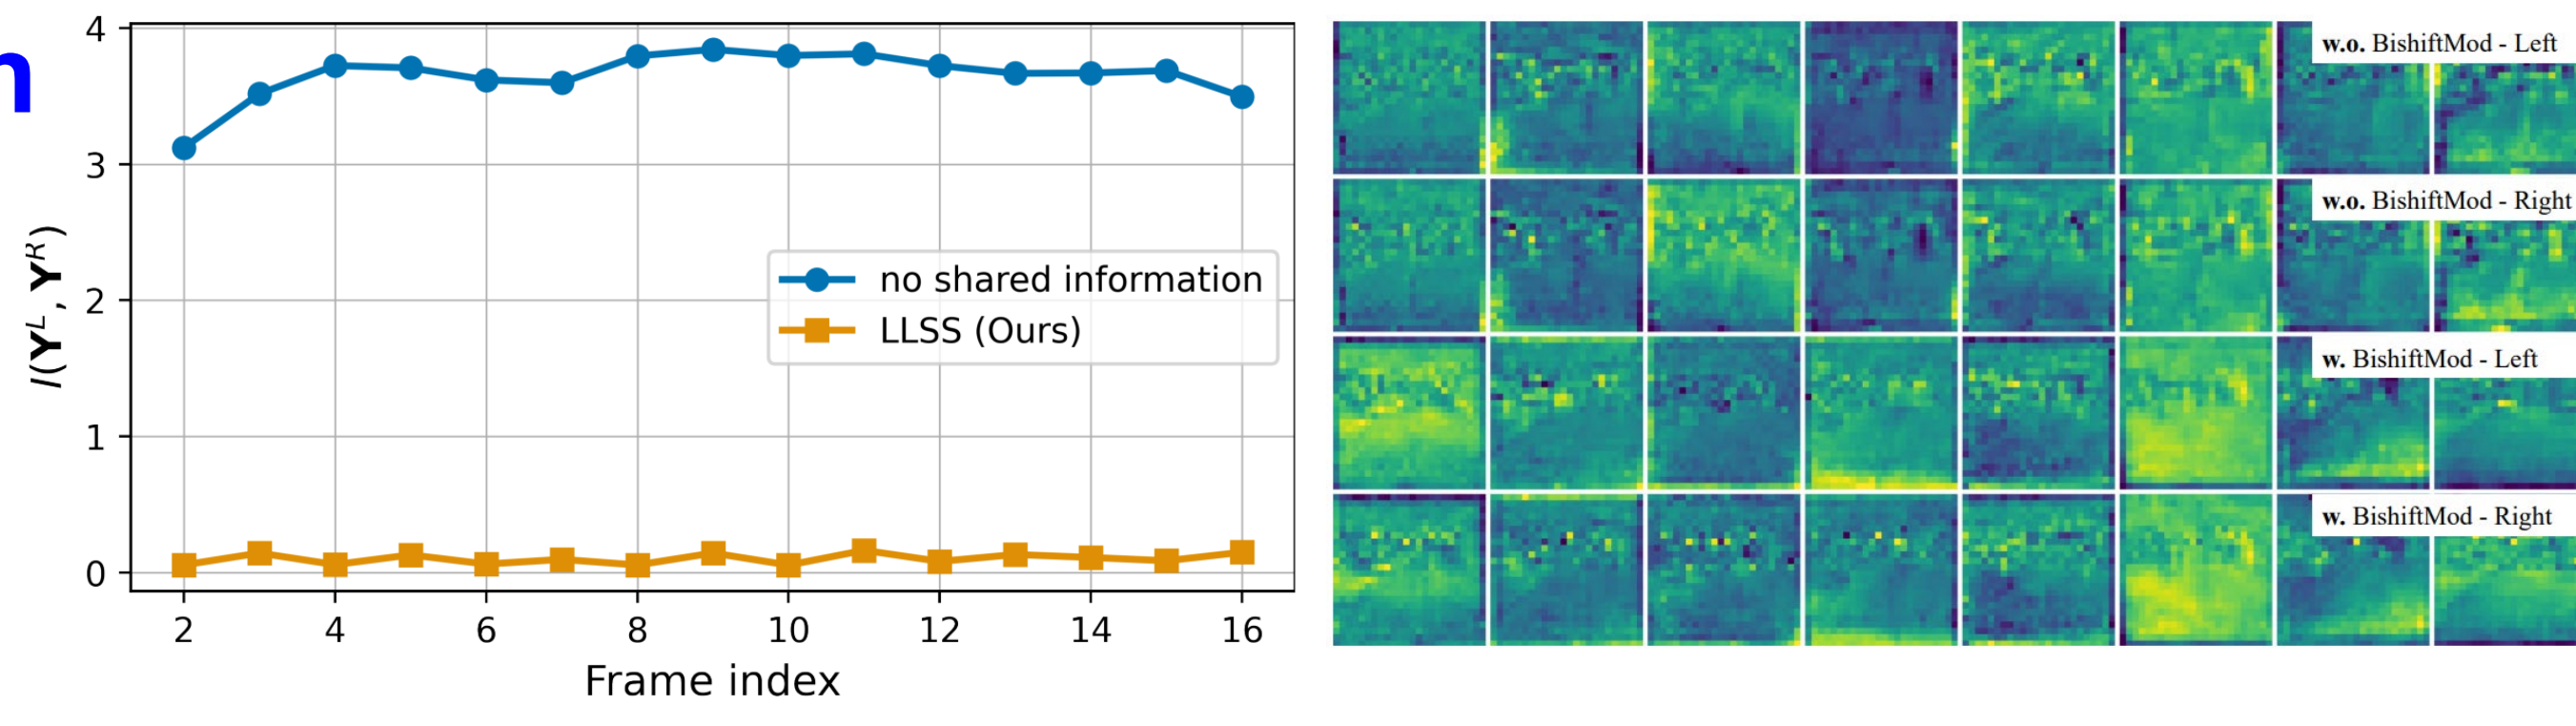 n
4
3
2
1
0
I(Y^L, Y^R)
no shared information
LLSS (Ours)
2 4 6 8 10 12 14 16
Frame index
w.o. BishiftMod - Left
w.o. BishiftMod - Right
w. BishiftMod - Left
w. BishiftMod - Right